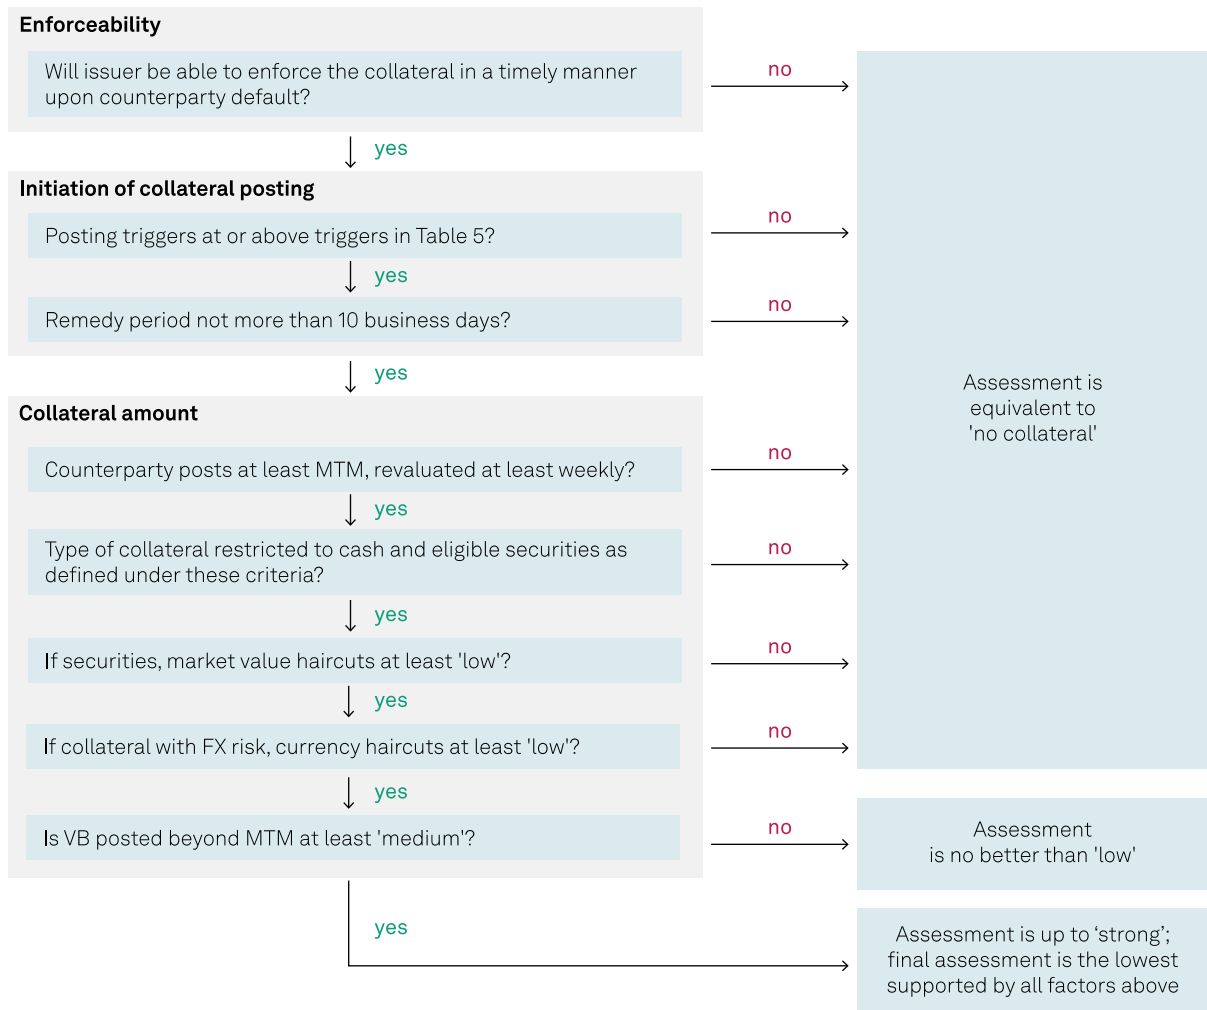 Enforceability
Will issuer be able to enforce the collateral in a timely manner
upon counterparty default?
no
yes
Initiation of collateral posting
Posting triggers at or above triggers in Table 5?
no
yes
Remedy period not more than 10 business days?
no
yes
Collateral amount
Counterparty posts at least MTM, revaluated at least weekly?
no
yes
Type of collateral restricted to cash and eligible securities as
defined under these criteria?
no
yes
If securities, market value haircuts at least 'low'?
no
yes
If collateral with FX risk, currency haircuts at least 'low'?
no
yes
Is VB posted beyond MTM at least 'medium'?
no
yes
Assessment is
equivalent to
'no collateral'
Assessment
is no better than 'low'
Assessment is up to ‘strong’;
final assessment is the lowest
supported by all factors above